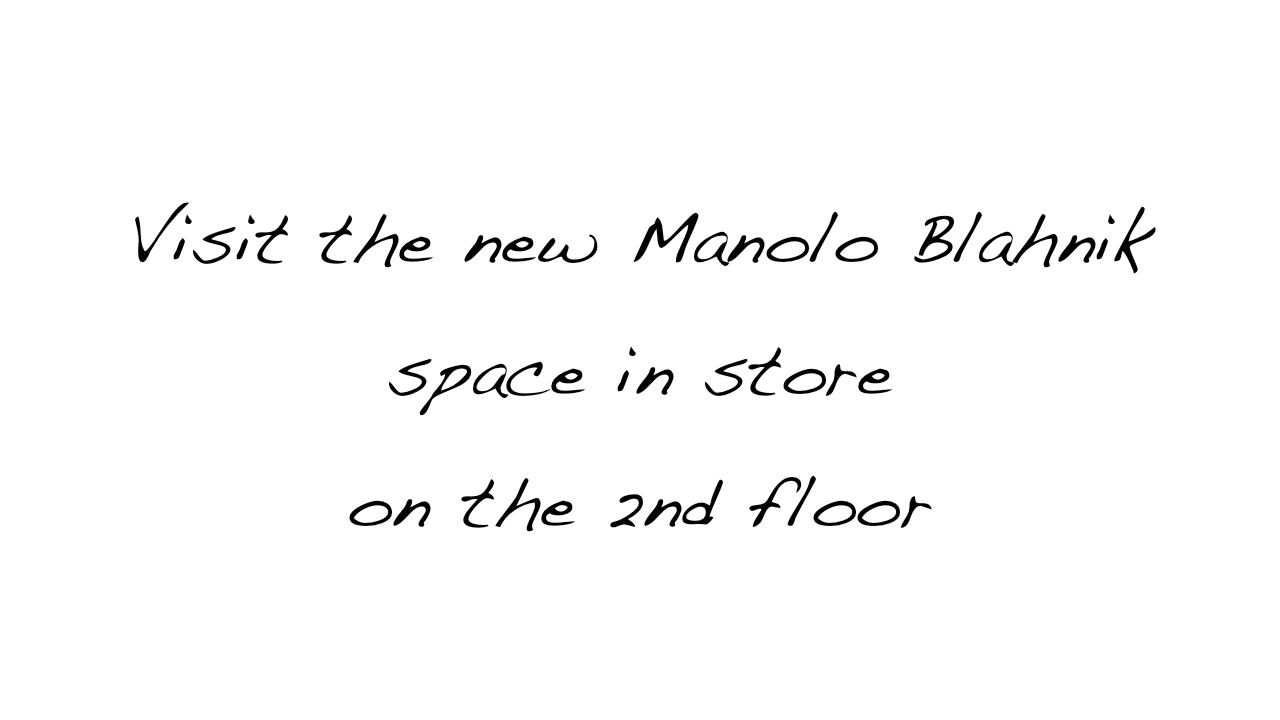 Visit the new Manolo Blahnik
space in store
on the 2nd floor